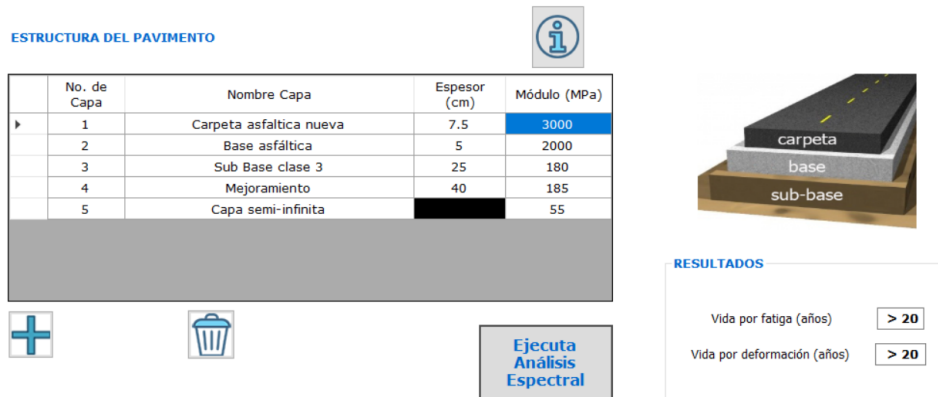 ESTRUCTURA DEL PAVIMENTO
No. de Capa Nombre Capa Espesor (cm) Módulo (MPa)
1 Carpeta asfaltica nueva 7.5 3000
2 Base asfáltica 5 2000
3 Sub Base clase 3 25 180
4 Mejoramiento 40 185
5 Capa semi-infinita 55
carpeta
base
sub-base
RESULTADOS
Vida por fatiga (años) > 20
Vida por deformación (años) > 20
Ejecuta
Análisis
Espectral